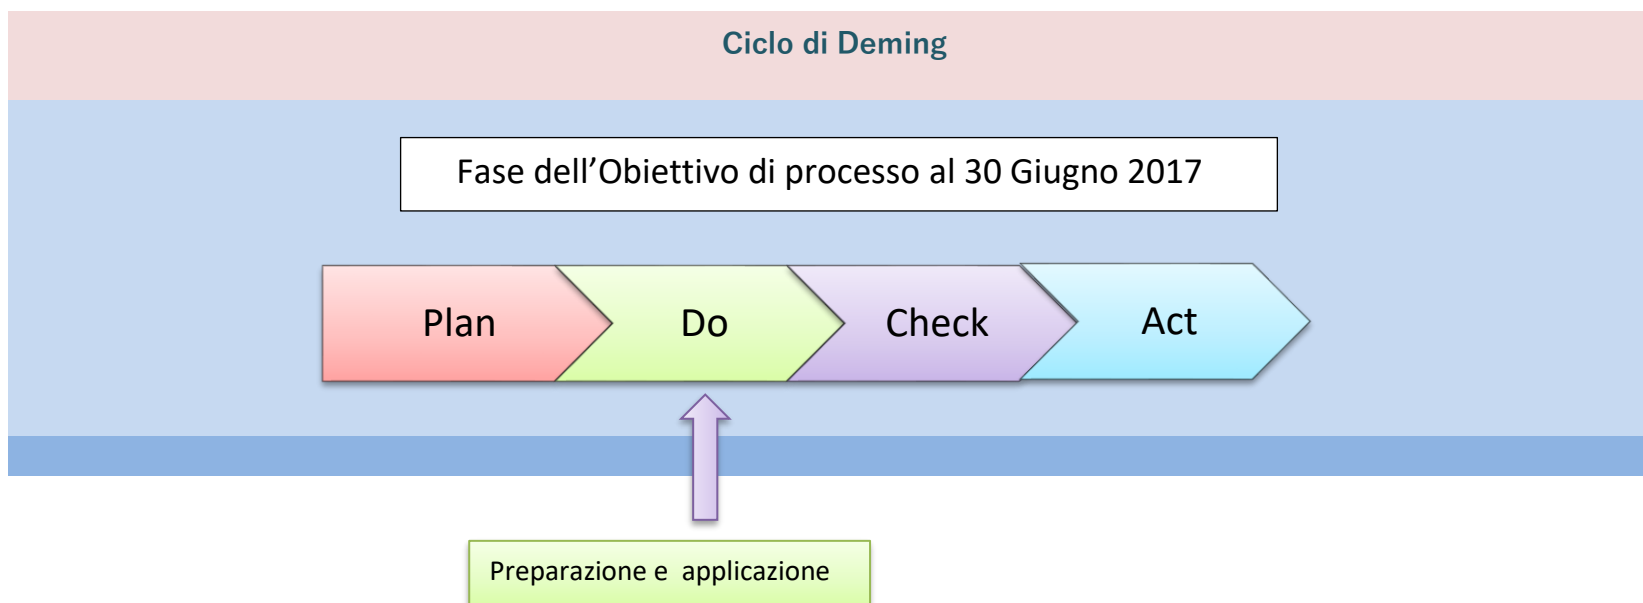 Ciclo di Deming
Fase dell’Obiettivo di processo al 30 Giugno 2017
Plan
Do
Check
Act
Preparazione e  applicazione